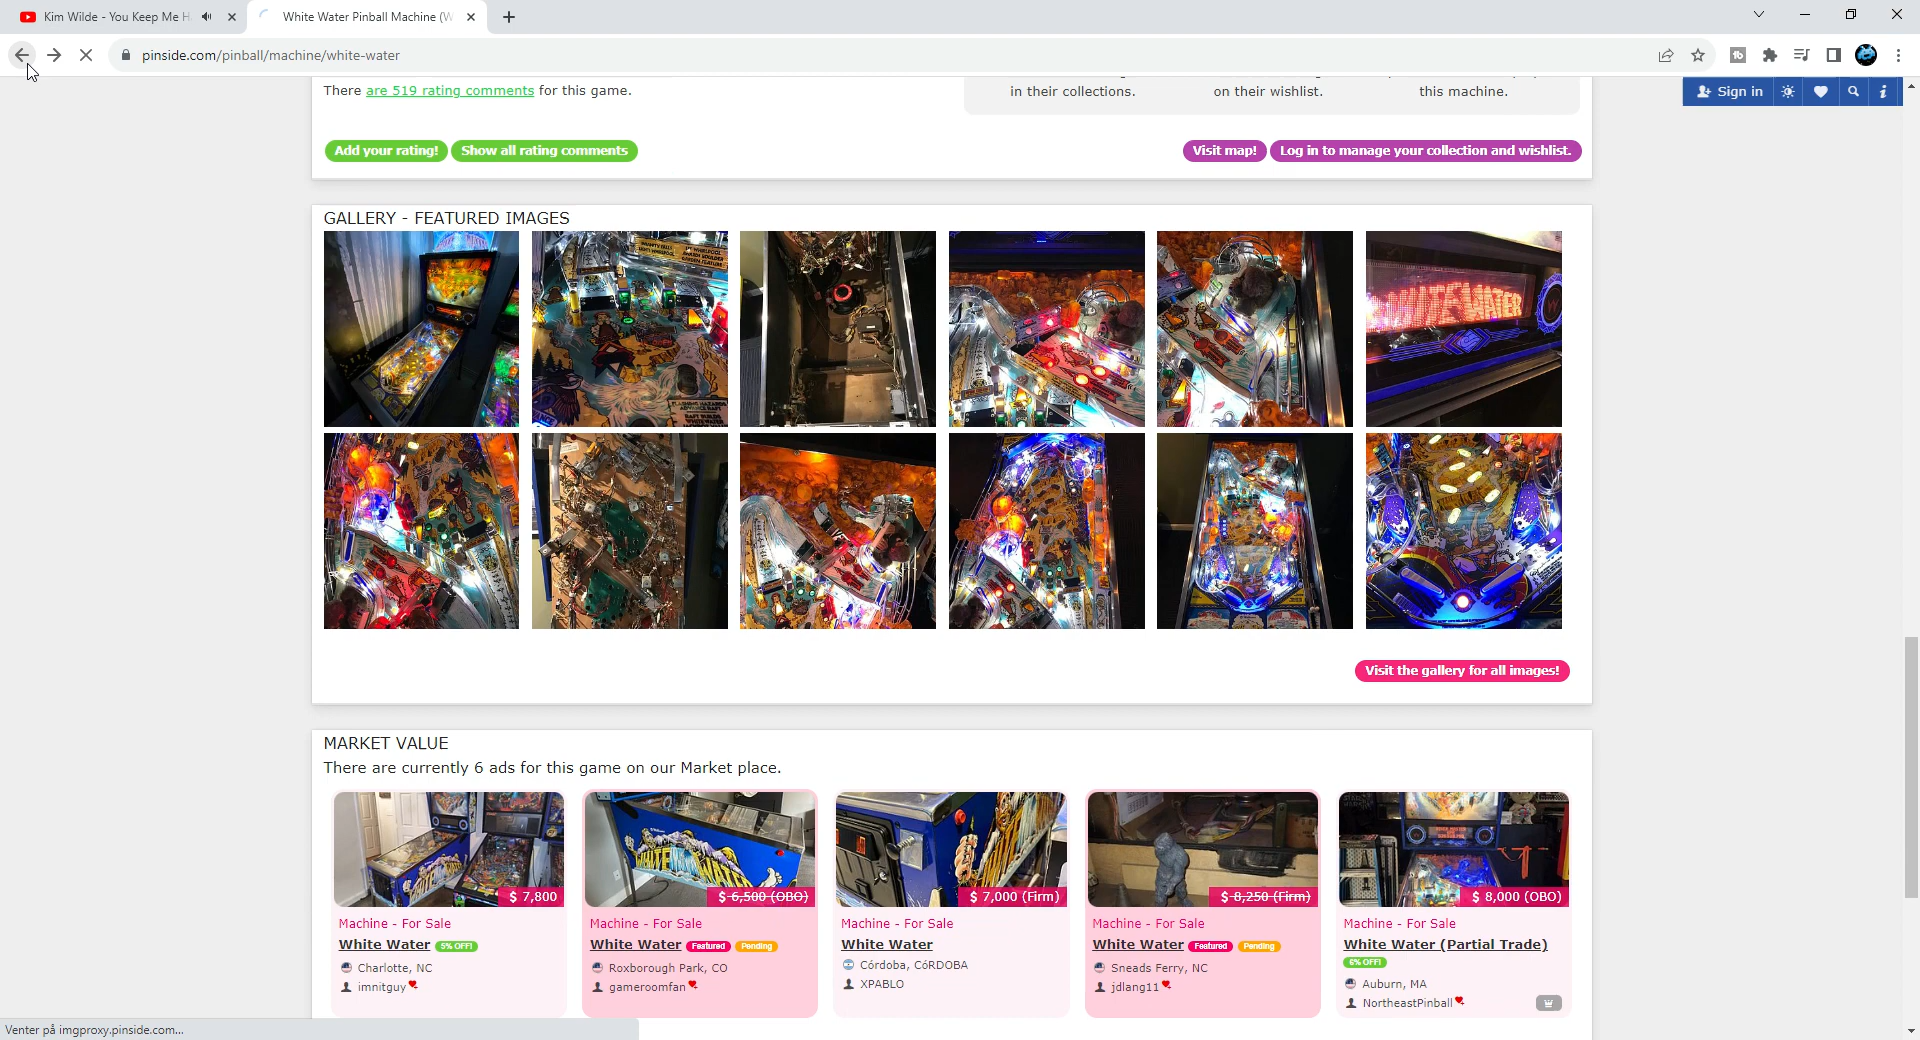 Kim Wilde - You Keep Me H
White Water Pinball Machine (W
pinside.com/pinball/machine/white-water
There are 519 rating comments for this game.
in their collections.
on their wishlist.
this machine.
Sign in
Add your rating!
Show all rating comments
Visit map!
Log in to manage your collection and wishlist.
GALLERY - FEATURED IMAGES
WHITEWATER
Visit the gallery for all images!
MARKET VALUE
There are currently 6 ads for this game on our Market place.
$ 7,800
$ 6,500 (OBO)
$ 7,000 (Firm)
$ 8,250 (Firm)
$ 8,000 (OBO)
Machine - For Sale
White Water 5% OFF!
Charlotte, NC
imnitguy
Machine - For Sale
White Water Featured Pending
Roxborough Park, CO
gameroomfan
Machine - For Sale
White Water
Córdoba, CóRDOBA
XPABLO
Machine - For Sale
White Water Featured Pending
Sneads Ferry, NC
jdlang11
Machine - For Sale
White Water (Partial Trade)
6% OFF!
Auburn, MA
NortheastPinball
Venter på imgproxy.pinside.com...